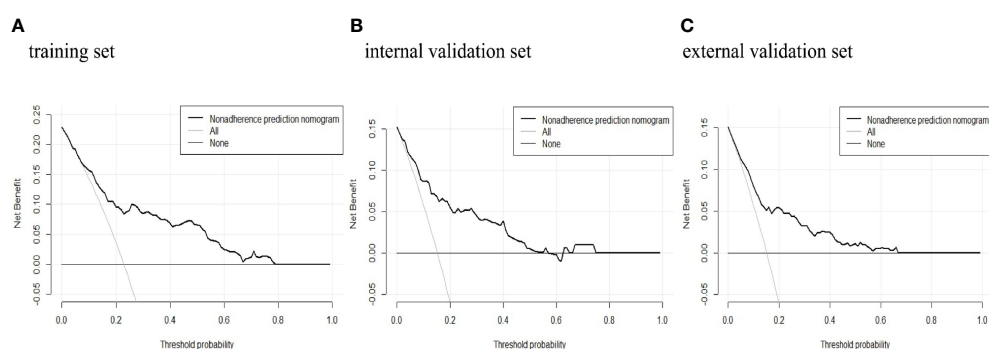 A
training set
Nonadherence prediction nomogram
All
None
Net Benefit
0.25
0.20
0.15
0.10
0.05
0.00
-0.05
0.0 0.2 0.4 0.6 0.8 1.0
Threshold probability
B
internal validation set
Nonadherence prediction nomogram
All
None
Net Benefit
0.15
0.10
0.05
0.00
-0.05
0.0 0.2 0.4 0.6 0.8 1.0
Threshold probability
C
external validation set
Nonadherence prediction nomogram
All
None
Net Benefit
0.15
0.10
0.05
0.00
-0.05
0.0 0.2 0.4 0.6 0.8 1.0
Threshold probability